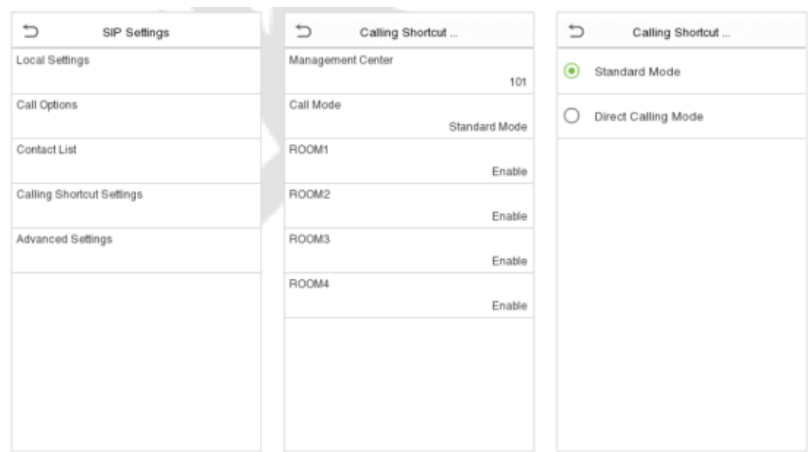 SIP Settings
Local Settings
Call Options
Contact List
Calling Shortcut Settings
Advanced Settings
Calling Shortcut ...
Management Center
101
Call Mode
Standard Mode
ROOM1
Enable
ROOM2
Enable
ROOM3
Enable
ROOM4
Enable
Calling Shortcut ...
Standard Mode
Direct Calling Mode